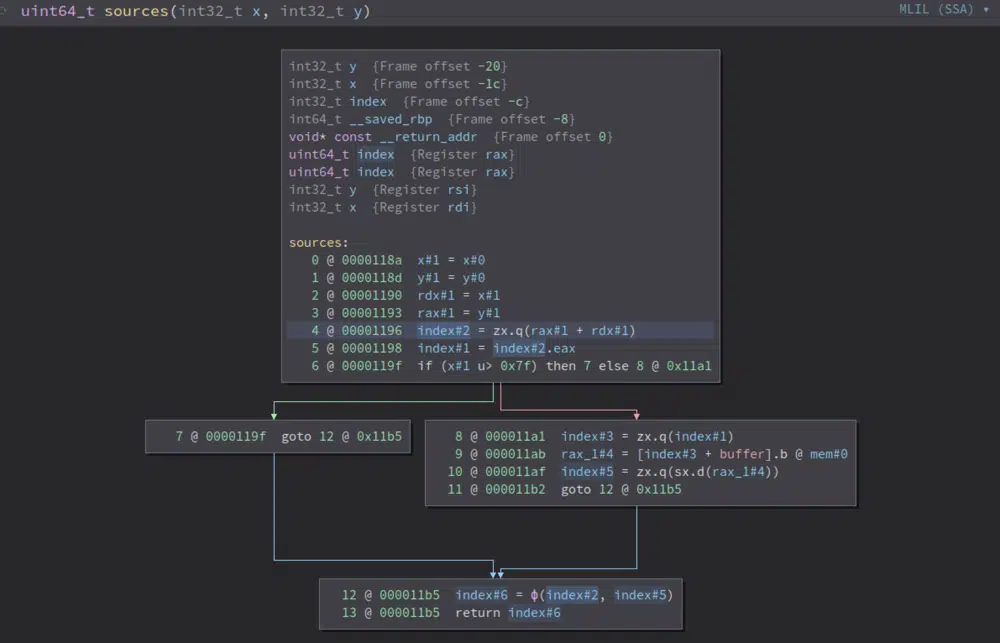 uint64_t sources(int32_t x, int32_t y)
MLIL (SSA) ▾
int32_t y {Frame offset -20}
int32_t x {Frame offset -1c}
int32_t index {Frame offset -c}
int64_t __saved_rbp {Frame offset -8}
void* const __return_addr {Frame offset 0}
uint64_t index {Register rax}
uint64_t index {Register rax}
int32_t y {Register rsi}
int32_t x {Register rdi}
sources:
0 @ 0000118a x#1 = x#0
1 @ 0000118d y#1 = y#0
2 @ 00001190 rdx#1 = x#1
3 @ 00001193 rax#1 = y#1
4 @ 00001196 index#2 = zx.q(rax#1 + rdx#1)
5 @ 00001198 index#1 = index#2.eax
6 @ 0000119f if (x#1 u> 0x7f) then 7 else 8 @ 0x11a1
7 @ 0000119f goto 12 @ 0x11b5
8 @ 000011a1 index#3 = zx.q(index#1)
9 @ 000011ab rax_1#4 = [index#3 + buffer].b @ mem#0
10 @ 000011af index#5 = zx.q(sx.d(rax_1#4))
11 @ 000011b2 goto 12 @ 0x11b5
12 @ 000011b5 index#6 = ϕ(index#2, index#5)
13 @ 000011b5 return index#6